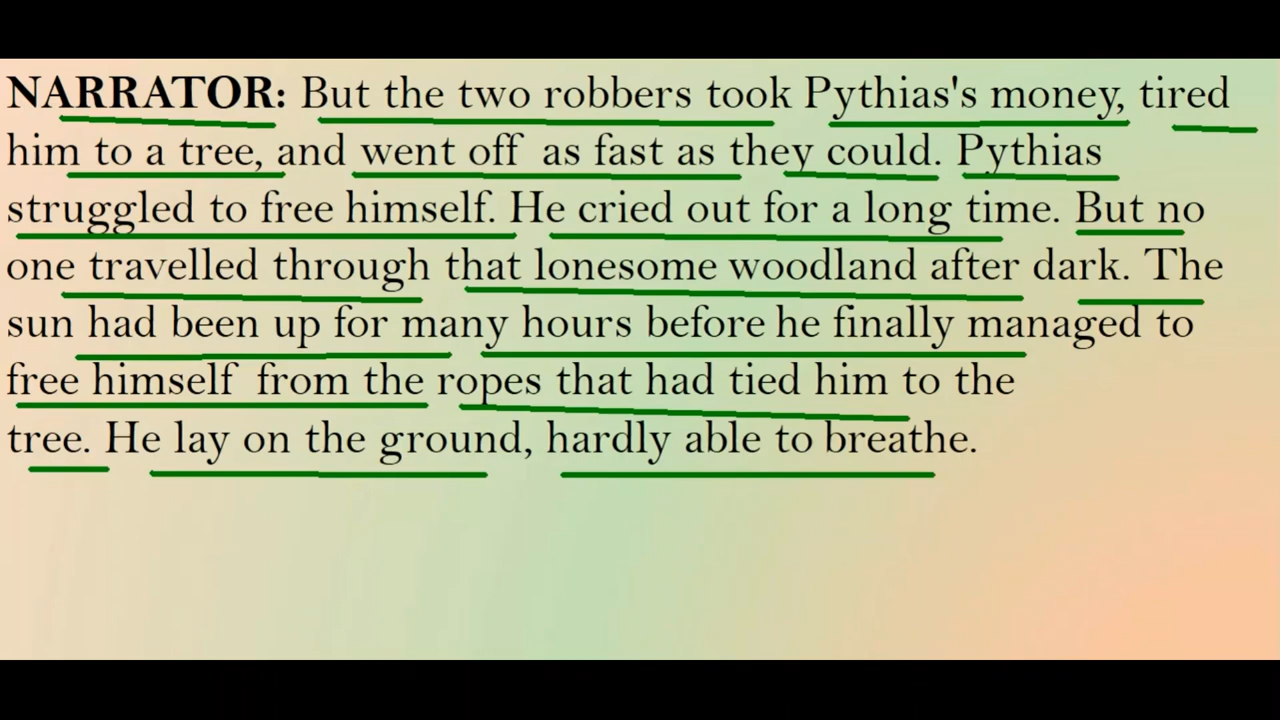 NARRATOR: But the two robbers took Pythias's money, tired
him to a tree, and went off as fast as they could. Pythias
struggled to free himself. He cried out for a long time. But no
one travelled through that lonesome woodland after dark. The
sun had been up for many hours before he finally managed to
free himself from the ropes that had tied him to the
tree. He lay on the ground, hardly able to breathe.